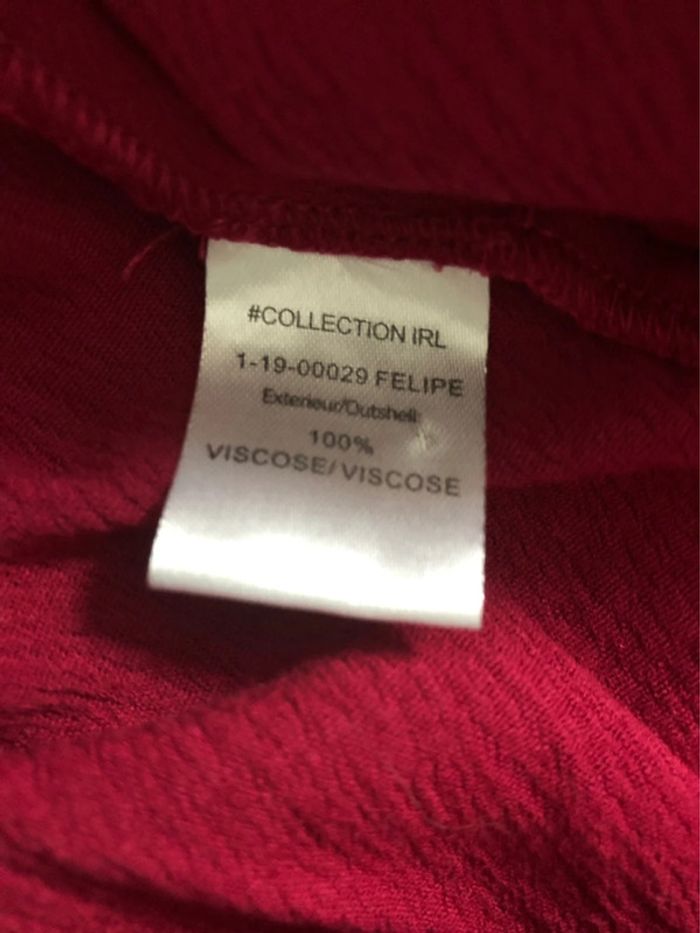 #COLLECTION IRL
1-19-00029 FELIPE
Exterieur/Outshell:
100%
VISCOSE/VISCOSE